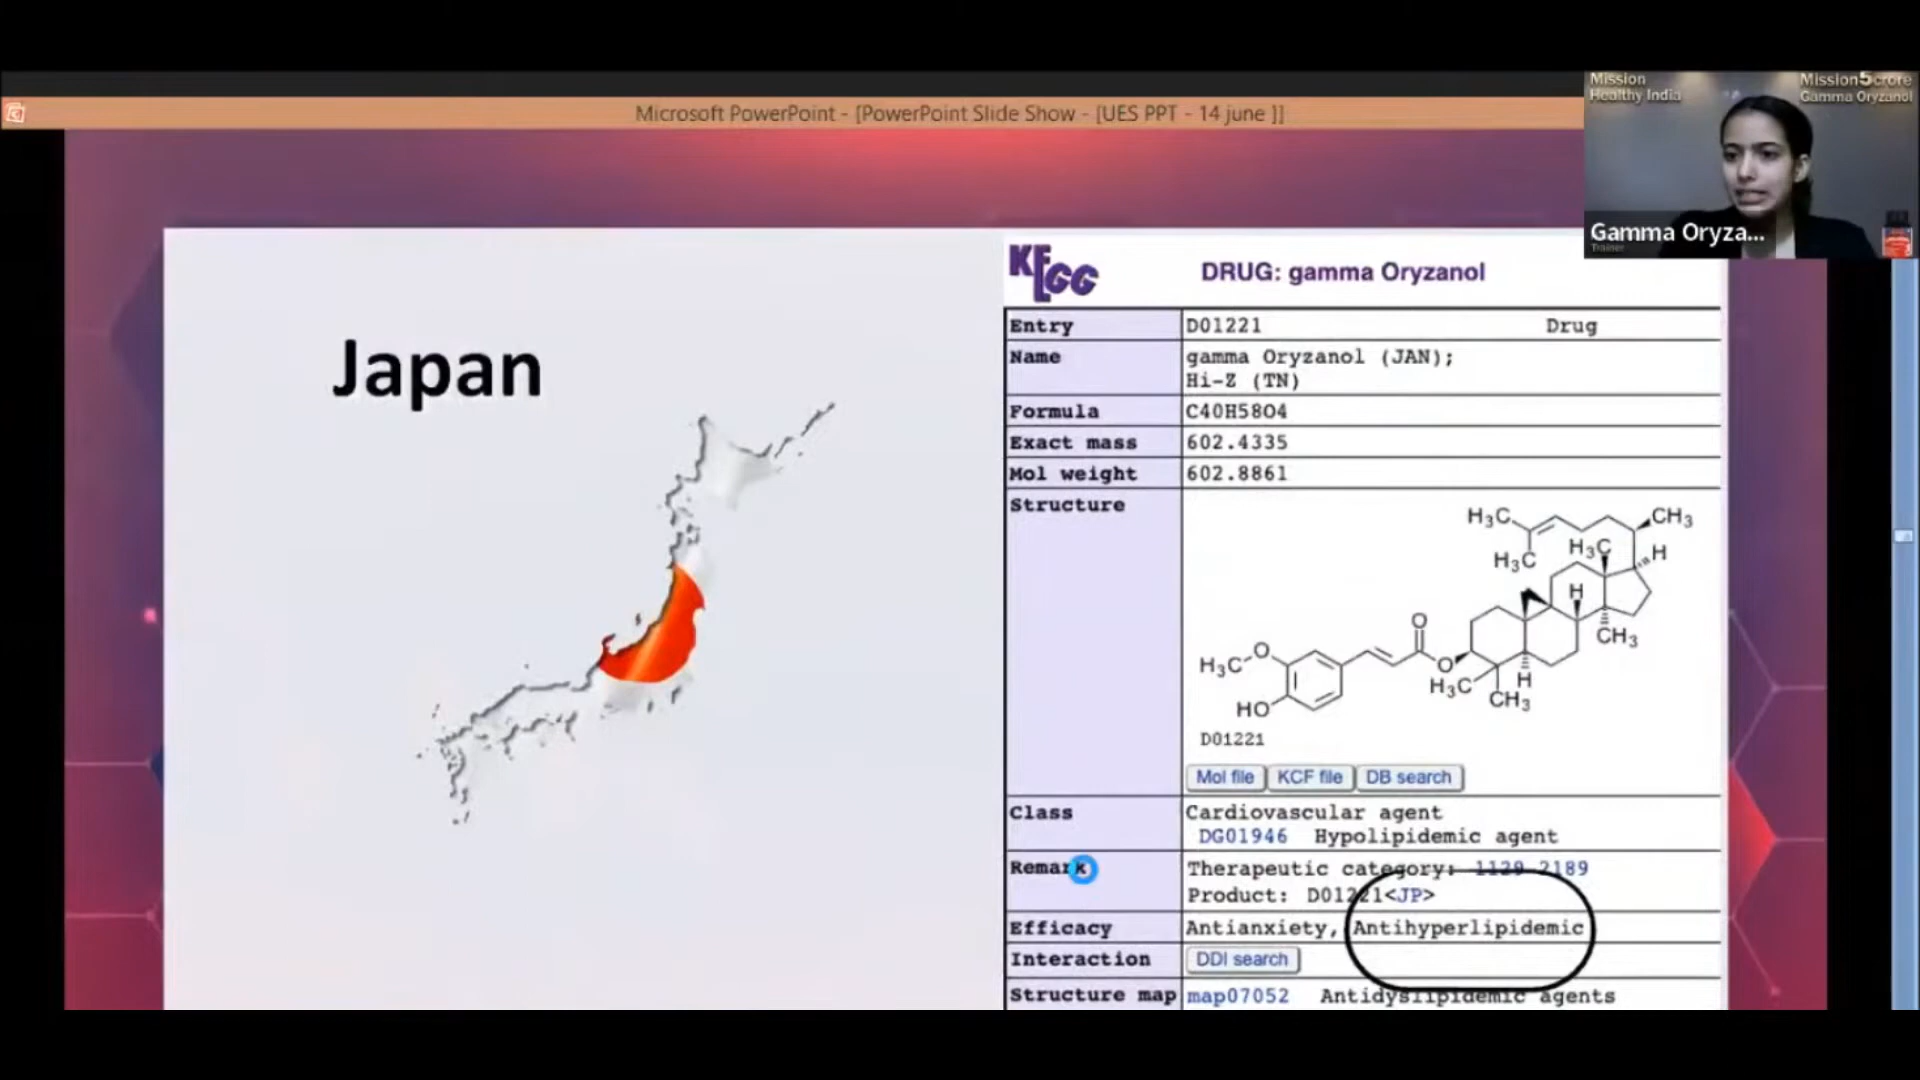 Microsoft PowerPoint - [PowerPoint Slide Show - [UES PPT - 14 june ]]
Mission
Healthy India
Mission 5 crore
Gamma Oryzanol
Gamma Oryza...
Trainer
Japan
KEGG
DRUG: gamma Oryzanol
Entry D01221 Drug
Name gamma Oryzanol (JAN);
Hi-Z (TN)
Formula C40H58O4
Exact mass 602.4335
Mol weight 602.8861
Structure
H3C
CH3
H3C
H3C
H
H
CH3
O
H3C
O
O
H3C
H
CH3
HO
D01221
Mol file KCF file DB search
Class Cardiovascular agent
DG01946 Hypolipidemic agent
Remark Therapeutic category: 1129 2189
Product: D01221<JP>
Efficacy Antianxiety, Antihyperlipidemic
Interaction DDI search
Structure map map07052 Antidyslipidemic agents